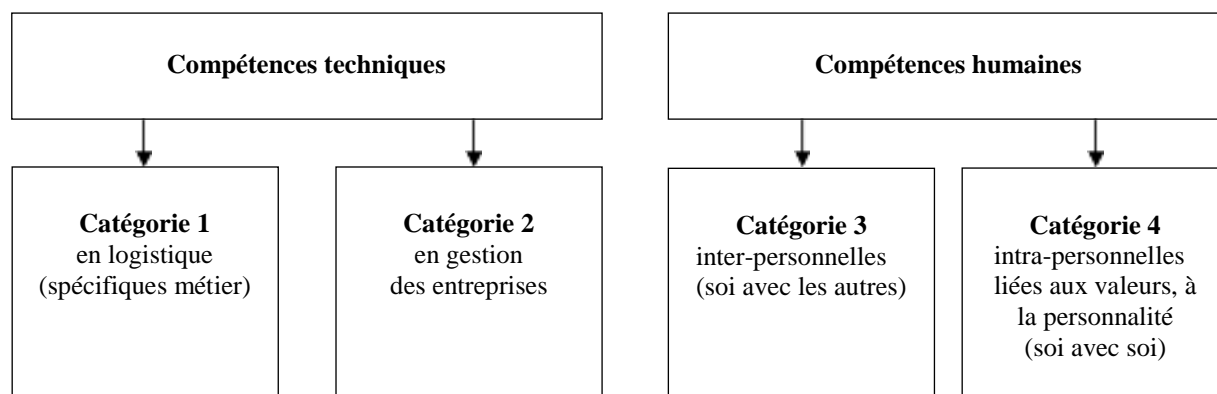 Compétences techniques
Compétences humaines
Catégorie 1
en logistique
(spécifiques métier)
Catégorie 2
en gestion
des entreprises
Catégorie 3
inter-personnelles
(soi avec les autres)
Catégorie 4
intra-personnelles
liées aux valeurs, à
la personnalité
(soi avec soi)